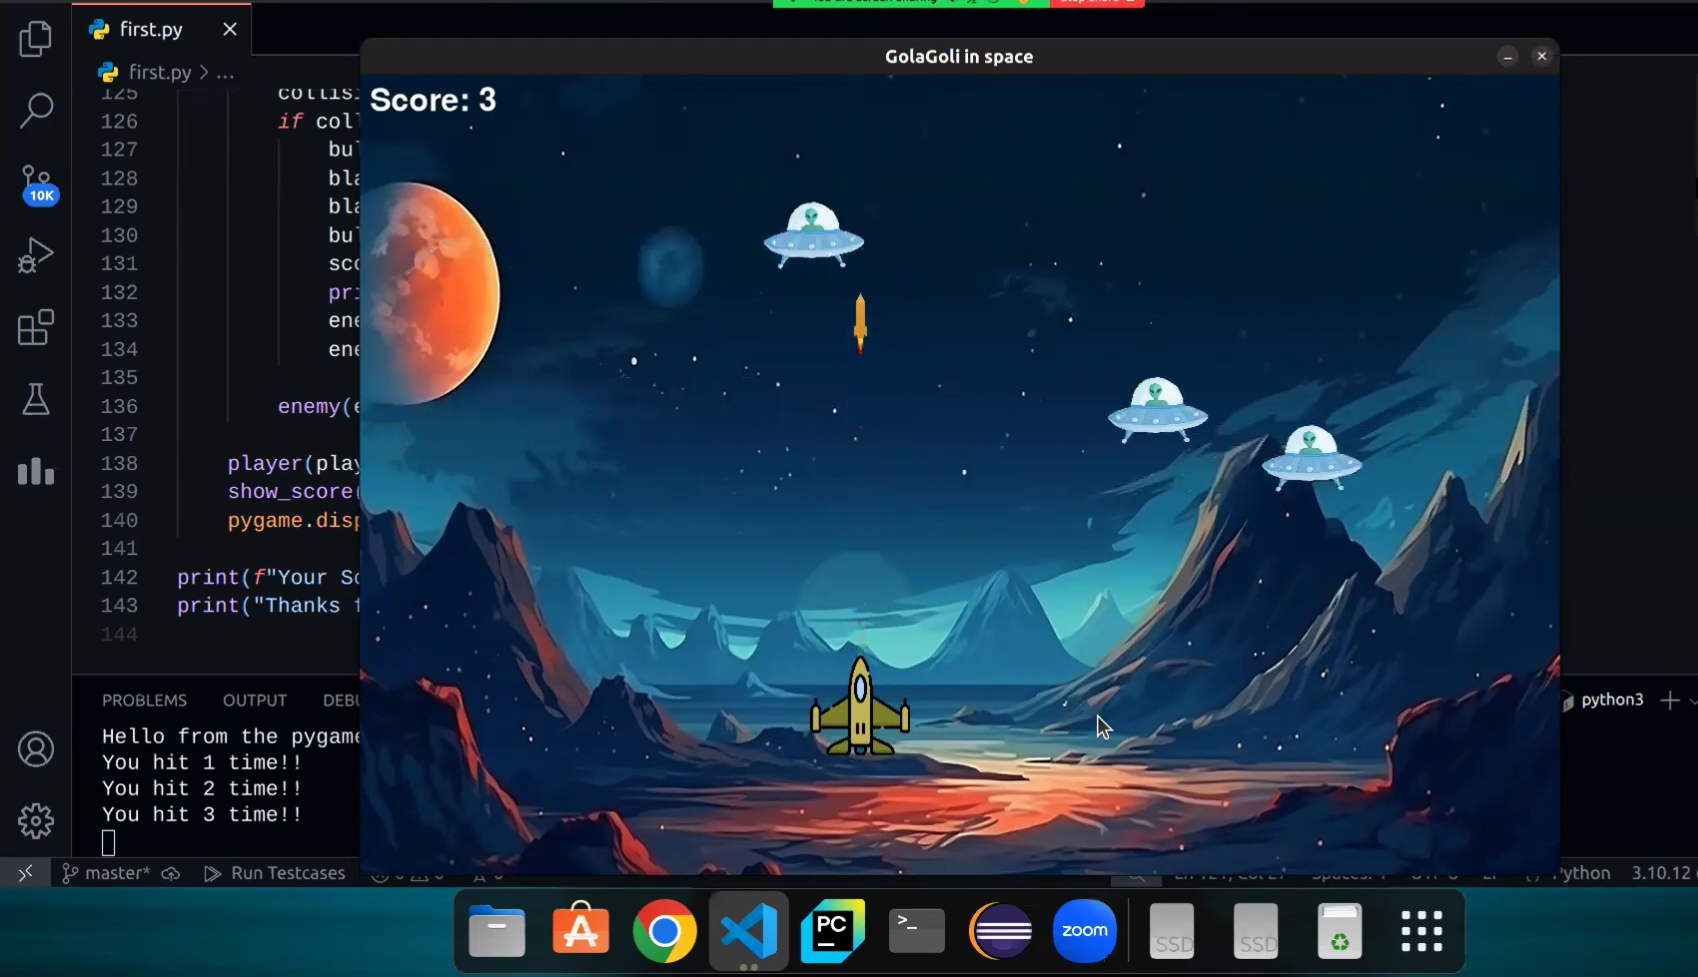 first.py
first.py > ...
GolaGoli in space
Score: 3
125 collis
126 if coll
127 bul
128 bla
129 bla
130 bul
131 sco
132 pri
133 ene
134 ene
135
136 enemy(e
137
138 player(play
139 show_score(
140 pygame.disp
141
142 print(f"Your Sc
143 print("Thanks f
144
10K
PROBLEMS OUTPUT DEBU
python3
Hello from the pygame
You hit 1 time!!
You hit 2 time!!
You hit 3 time!!
master* Run Testcases
Python 3.10.12
PC
>_
zoom
SSD
SSD